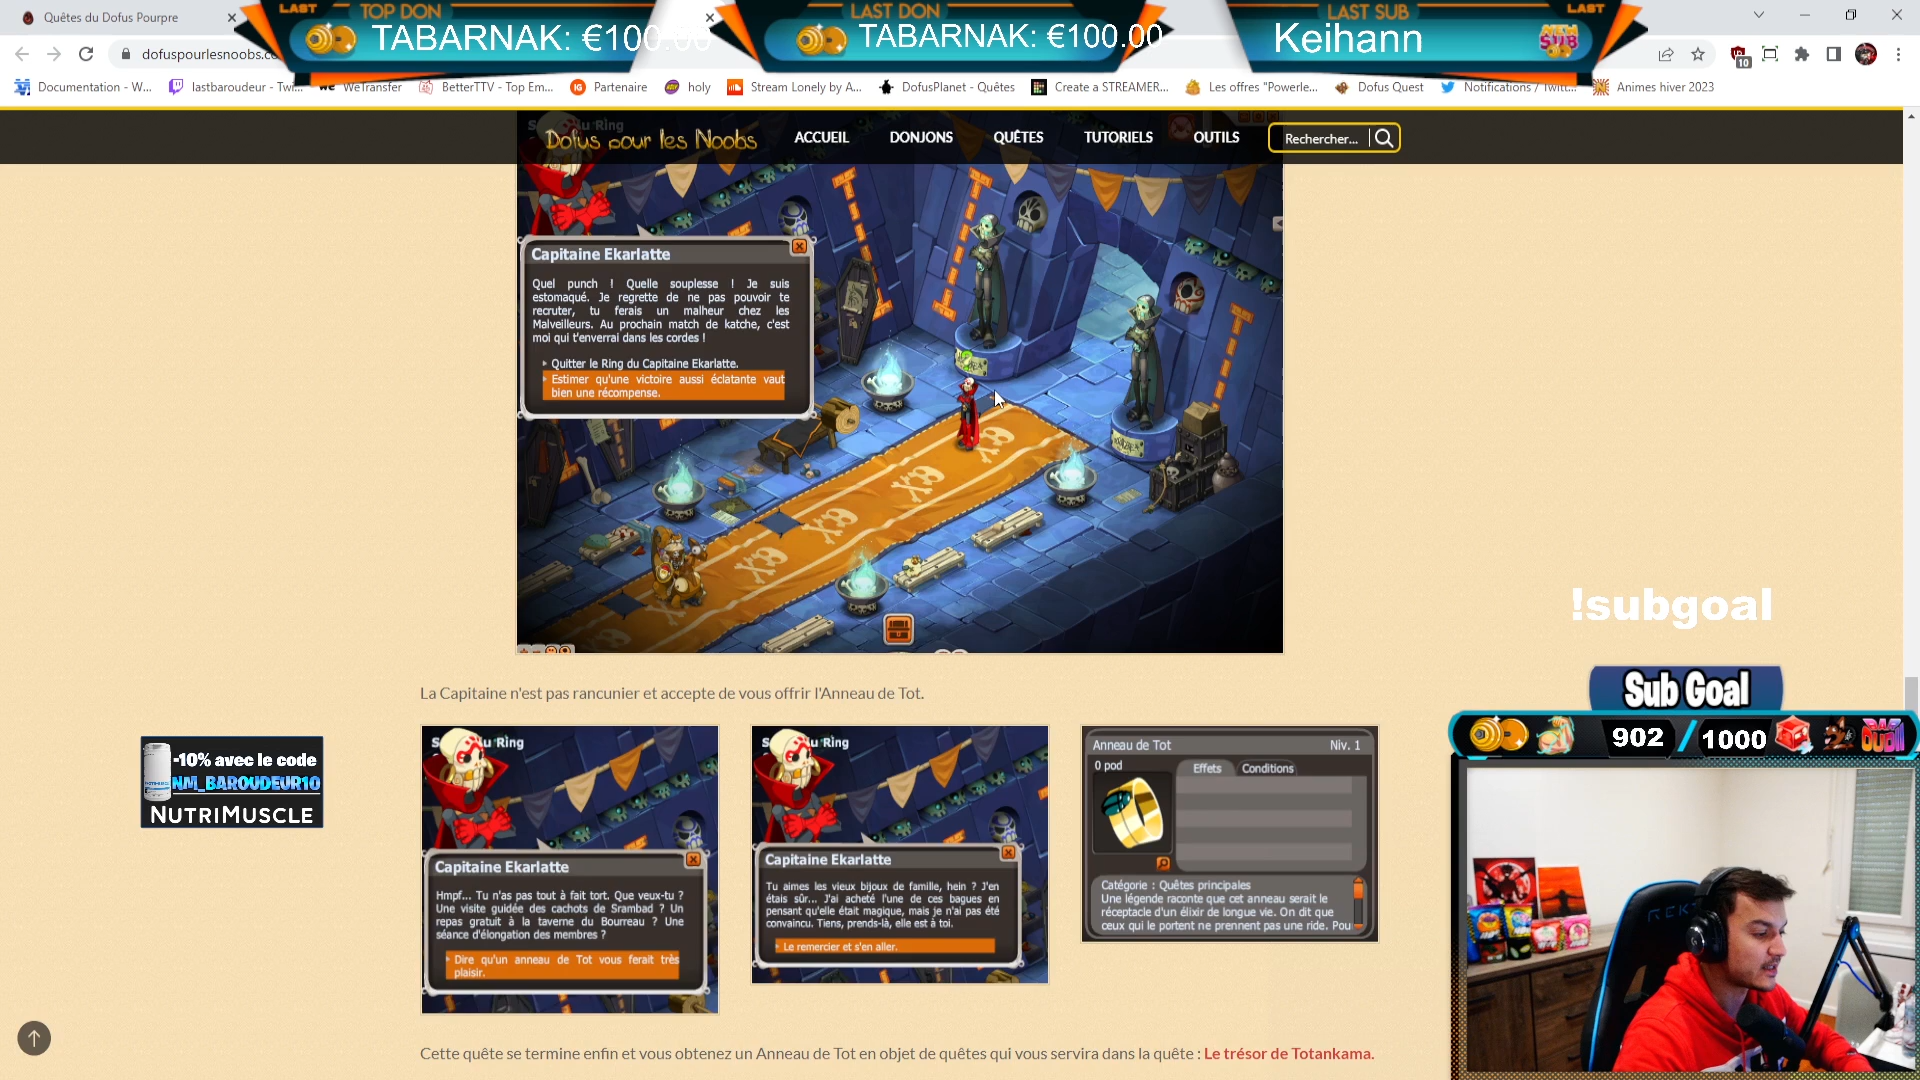 Quêtes du Dofus Pourpre
LAST TOP DON
TABARNAK: €100.00
LAST DON
TABARNAK: €100.00
LAST SUB LAST
Keihann
NEW SUB
dofuspourlesnoobs.c
10
Documentation - W...
lastbaroudeur - Twi...
WeTransfer
BetterTTV - Top Em...
Partenaire
holy
Stream Lonely by A...
DofusPlanet - Quêtes
Create a STREAMER...
Les offres "Powerle...
Dofus Quest
Notifications / Twitt...
Animes hiver 2023
Dofus pour les Noobs
ACCUEIL
DONJONS
QUÊTES
TUTORIELS
OUTILS
Rechercher...
Capitaine Ekarlatte
Quel punch ! Quelle souplesse ! Je suis
estomaqué. Je regrette de ne pas pouvoir te
recruter, tu ferais un malheur chez les
Malveilleurs. Au prochain match de katche, c'est
moi qui t'enverrai dans les cordes !
Quitter le Ring du Capitaine Ekarlatte.
Estimer qu'une victoire aussi éclatante vaut
bien une récompense.
!subgoal
Sub Goal
902 / 1000
La Capitaine n'est pas rancunier et accepte de vous offrir l'Anneau de Tot.
-10% avec le code
NM_BAROUDEUR10
NUTRIMUSCLE
u Ring
Capitaine Ekarlatte
Hmpf... Tu n'as pas tout à fait tort. Que veux-tu ?
Une visite guidée des cachots de Srambad ? Un
repas gratuit à la taverne du Bourreau ? Une
séance d'élongation des membres ?
Dire qu'un anneau de Tot vous ferait très
plaisir.
u Ring
Capitaine Ekarlatte
Tu aimes les vieux bijoux de famille, hein ? J'en
étais sûr... J'ai acheté l'une de ces bagues en
pensant qu'elle était magique, mais je n'ai pas été
convaincu. Tiens, prends-là, elle est à toi.
Le remercier et s'en aller.
Anneau de Tot
Niv. 1
0 pod
Effets
Conditions
Catégorie : Quêtes principales
Une légende raconte que cet anneau serait le
réceptacle d'un élixir de longue vie. On dit que
ceux qui le portent ne prennent pas une ride. Pou
Cette quête se termine enfin et vous obtenez un Anneau de Tot en objet de quêtes qui vous servira dans la quête : Le trésor de Totankama.